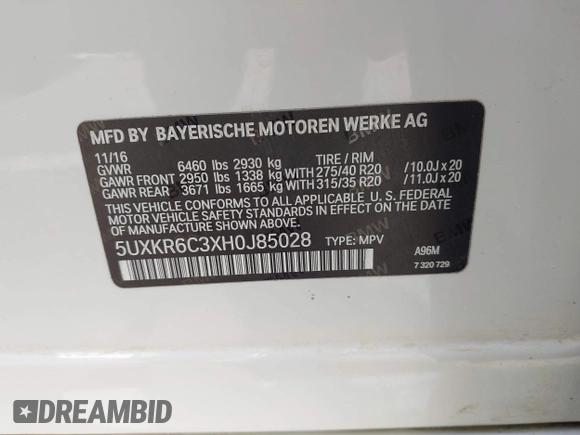 MFD BY BAYERISCHE MOTOREN WERKE AG
11/16 TIRE / RIM
GVWR 6460 lbs 2930 kg
GAWR FRONT 2950 lbs 1338 kg WITH 275/40 R20 /10.0J x 20
GAWR REAR 3671 lbs 1665 kg WITH 315/35 R20 /11.0J x 20
THIS VEHICLE CONFORMS TO ALL APPLICABLE U. S. FEDERAL
MOTOR VEHICLE SAFETY STANDARDS IN EFFECT ON THE DATE
OF MANUFACTURE SHOWN ABOVE.
5UXKR6C3XH0J85028 TYPE: MPV A96M
7 320 729
DREAMBID